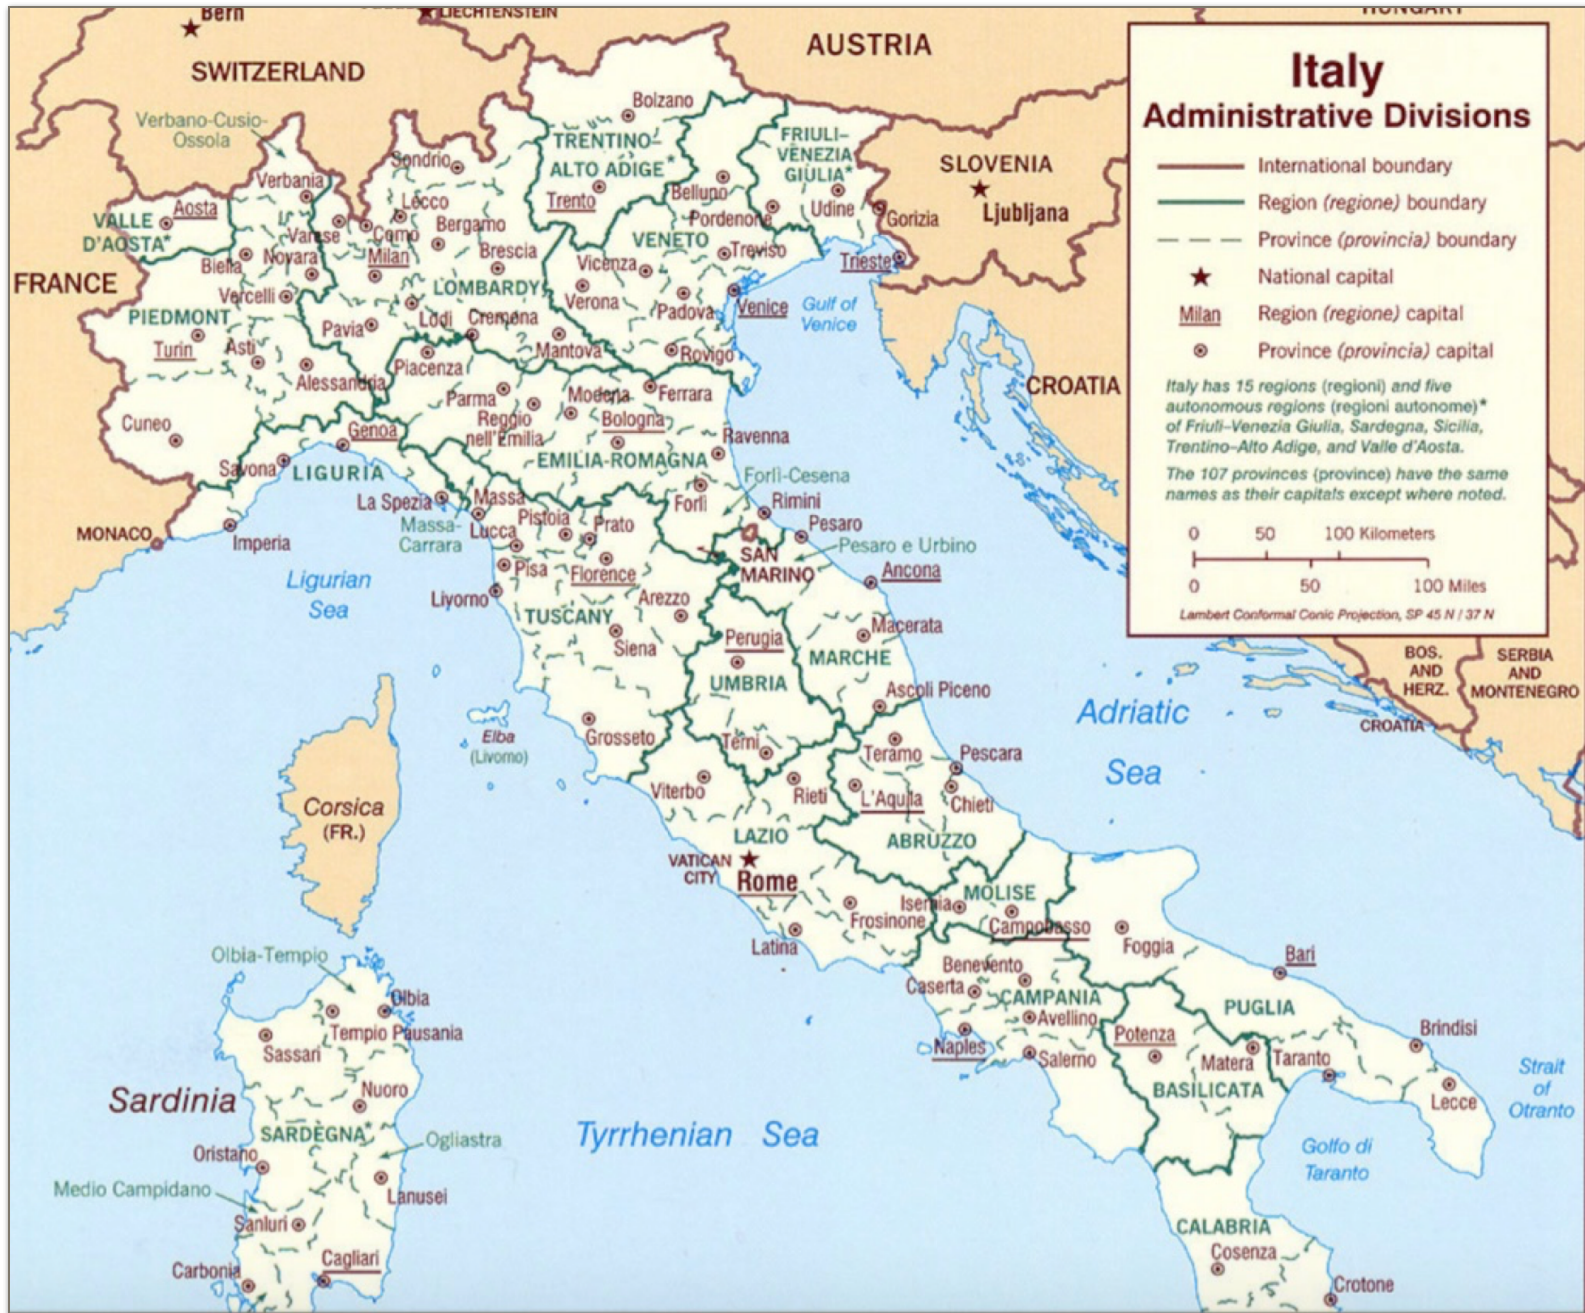 Bern
LIECHTENSTEIN
HUNGARY
SWITZERLAND
AUSTRIA
Italy
Administrative Divisions
International boundary
Region (regione) boundary
Province (provincia) boundary
National capital
Milan
Region (regione) capital
Province (provincia) capital
Italy has 15 regions (regioni) and five
autonomous regions (regioni autonome)*
of Friuli–Venezia Giulia, Sardegna, Sicilia,
Trentino–Alto Adige, and Valle d'Aosta.
The 107 provinces (province) have the same
names as their capitals except where noted.
0 50 100 Kilometers
0 50 100 Miles
Lambert Conformal Conic Projection, SP 45 N / 37 N
Verbano-Cusio-
Ossola
Bolzano
TRENTINO–
ALTO ADIGE*
FRIULI–
VENEZIA
GIULIA*
SLOVENIA
Ljubljana
Sondrio
Verbania
Belluno
Trento
Aosta
VALLE
D'AOSTA*
Lecco
Pordenone
Udine
Gorizia
Varese
Como
Bergamo
Brescia
VENETO
Treviso
Trieste
Biella
Novara
Milan
Vicenza
FRANCE
Vercelli
LOMBARDY
Verona
Padova
Venice
Gulf of
Venice
PIEDMONT
Pavia
Lodi
Cremona
Turin
Asti
Mantova
Rovigo
Piacenza
Alessandria
CROATIA
Parma
Modena
Ferrara
Reggio
nell'Emilia
Bologna
Cuneo
Genoa
Ravenna
Savona
LIGURIA
EMILIA-ROMAGNA
Forlì-Cesena
La Spezia
Massa
Forlì
Rimini
Massa-
Carrara
Lucca
Pistoia
Prato
Pesaro
MONACO
Imperia
SAN
MARINO
Pesaro e Urbino
Pisa
Florence
Ancona
Ligurian
Sea
Livorno
Arezzo
TUSCANY
Macerata
Siena
Perugia
MARCHE
UMBRIA
BOS.
AND
HERZ.
SERBIA
AND
MONTENEGRO
Ascoli Piceno
CROATIA
Adriatic
Sea
Elba
(Livorno)
Grosseto
Terni
Teramo
Pescara
Viterbo
Rieti
L'Aquila
Chieti
Corsica
(FR.)
LAZIO
ABRUZZO
VATICAN
CITY
Rome
MOLISE
Isernia
Frosinone
Campobasso
Latina
Foggia
Bari
Olbia-Tempio
Benevento
Caserta
CAMPANIA
Olbia
PUGLIA
Avellino
Tempio Pausania
Potenza
Brindisi
Sassari
Naples
Salerno
Matera
Taranto
Strait
of
Otranto
Nuoro
BASILICATA
Lecce
Sardinia
SARDEGNA*
Tyrrhenian Sea
Ogliastra
Golfo di
Taranto
Oristano
Medio Campidano
Lanusei
Sanluri
CALABRIA
Cosenza
Cagliari
Carbonia
Crotone